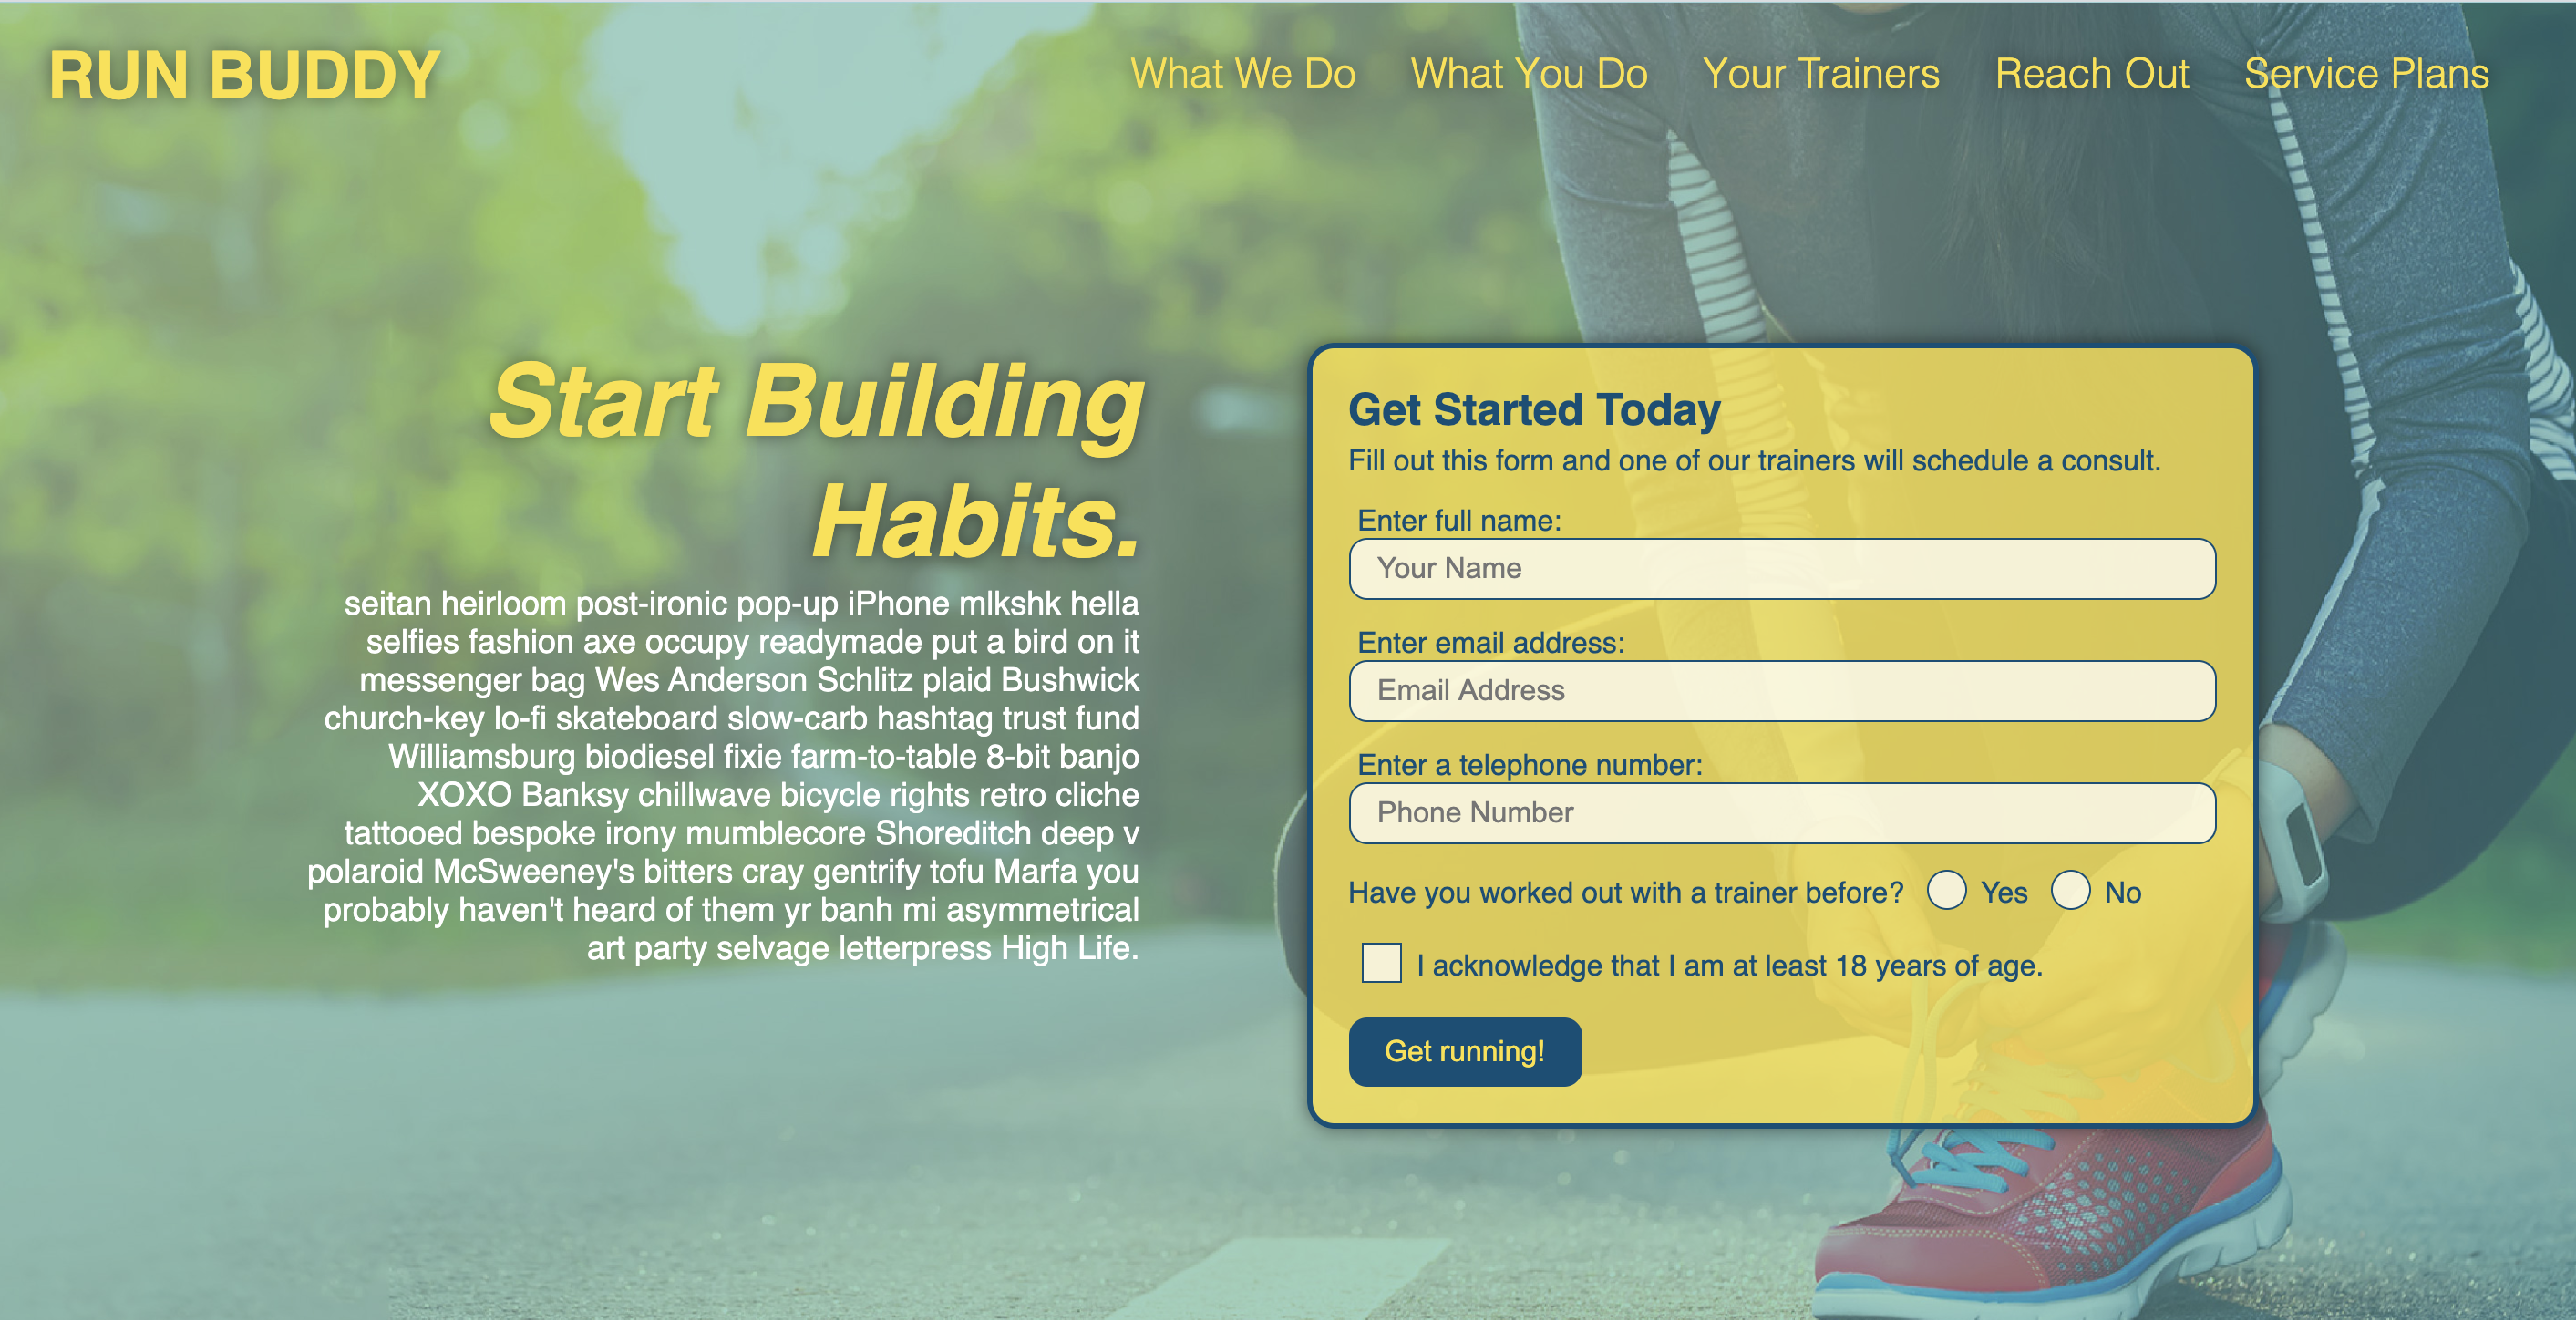 RUN BUDDY
What We Do
What You Do
Your Trainers
Reach Out
Service Plans
Start Building
Habits.
seitan heirloom post-ironic pop-up iPhone mlkshk hella
selfies fashion axe occupy readymade put a bird on it
messenger bag Wes Anderson Schlitz plaid Bushwick
church-key lo-fi skateboard slow-carb hashtag trust fund
Williamsburg biodiesel fixie farm-to-table 8-bit banjo
XOXO Banksy chillwave bicycle rights retro cliche
tattooed bespoke irony mumblecore Shoreditch deep v
polaroid McSweeney's bitters cray gentrify tofu Marfa you
probably haven't heard of them yr banh mi asymmetrical
art party selvage letterpress High Life.
Get Started Today
Fill out this form and one of our trainers will schedule a consult.
Enter full name:
Your Name
Enter email address:
Email Address
Enter a telephone number:
Phone Number
Have you worked out with a trainer before? Yes No
I acknowledge that I am at least 18 years of age.
Get running!